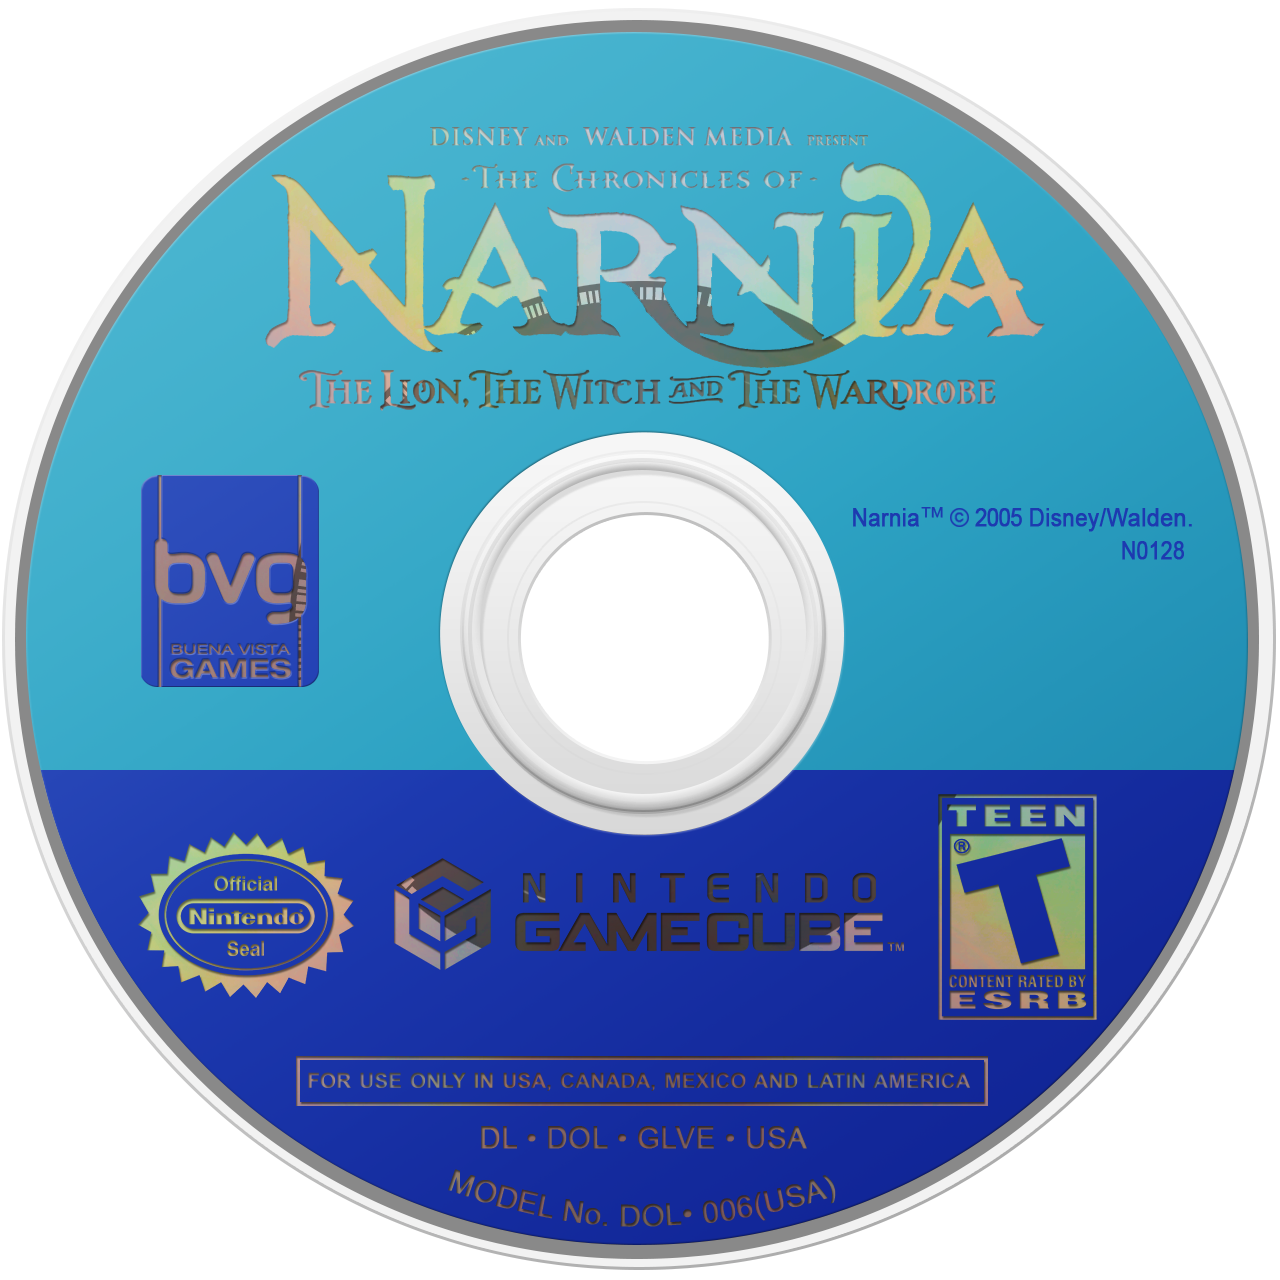 DISNEY AND WALDEN MEDIA PRESENT
-THE CHRONICLES OF-
NARNIA
THE LION, THE WITCH AND THE WARDROBE
bvg
BUENA VISTA
GAMES
Narnia™ © 2005 Disney/Walden.
N0128
Official
Nintendo®
Seal
NINTENDO
GAMECUBE™
TEEN
®
T
CONTENT RATED BY
ESRB
FOR USE ONLY IN USA, CANADA, MEXICO AND LATIN AMERICA
DL • DOL • GLVE • USA
MODEL No. DOL• 006(USA)